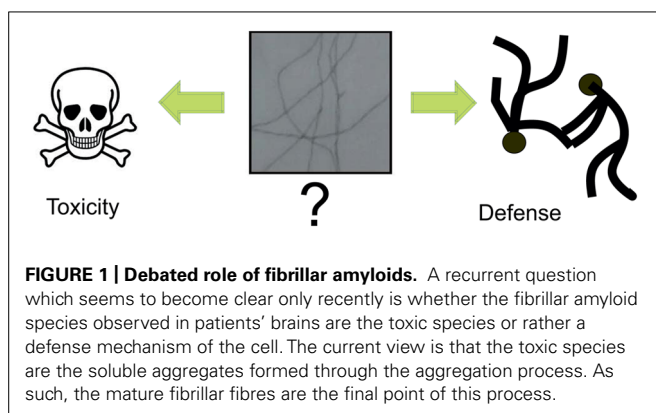 Toxicity
?
Defense
FIGURE 1 | Debated role of fibrillar amyloids. A recurrent question
which seems to become clear only recently is whether the fibrillar amyloid
species observed in patients' brains are the toxic species or rather a
defense mechanism of the cell. The current view is that the toxic species
are the soluble aggregates formed through the aggregation process. As
such, the mature fibrillar fibres are the final point of this process.